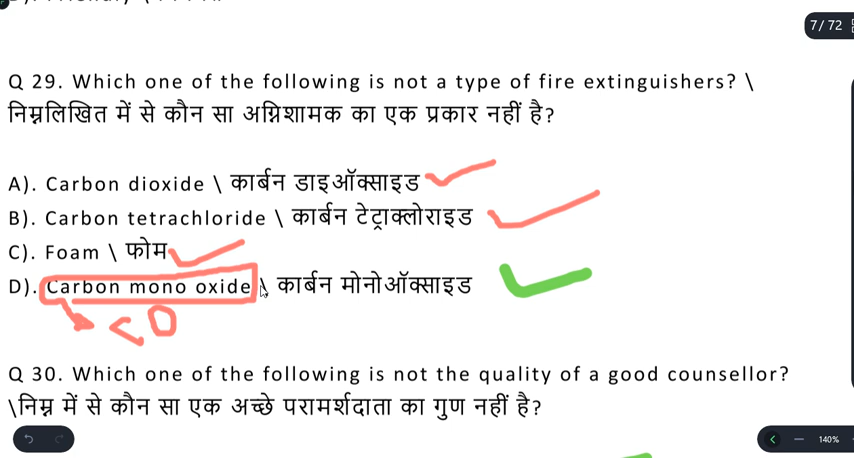 7 / 72
Q 29. Which one of the following is not a type of fire extinguishers? \
निम्नलिखित में से कौन सा अग्निशामक का एक प्रकार नहीं है?
A). Carbon dioxide \ कार्बन डाइऑक्साइड
B). Carbon tetrachloride \ कार्बन टेट्राक्लोराइड
C). Foam \ फोम
D). Carbon mono oxide \ कार्बन मोनोऑक्साइड
CO
Q 30. Which one of the following is not the quality of a good counsellor?
\निम्न में से कौन सा एक अच्छे परामर्शदाता का गुण नहीं है?
140%